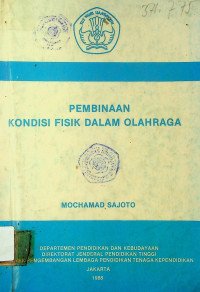 PEMBINAAN
KONDISI FISIK DALAM OLAHRAGA
MOCHAMAD SAJOTO
DEPARTEMEN PENDIDIKAN DAN KEBUDAYAAN
DIREKTORAT JENDERAL PENDIDIKAN TINGGI
PENGEMBANGAN LEMBAGA PENDIDIKAN TENAGA KEPENDIDIKAN
JAKARTA